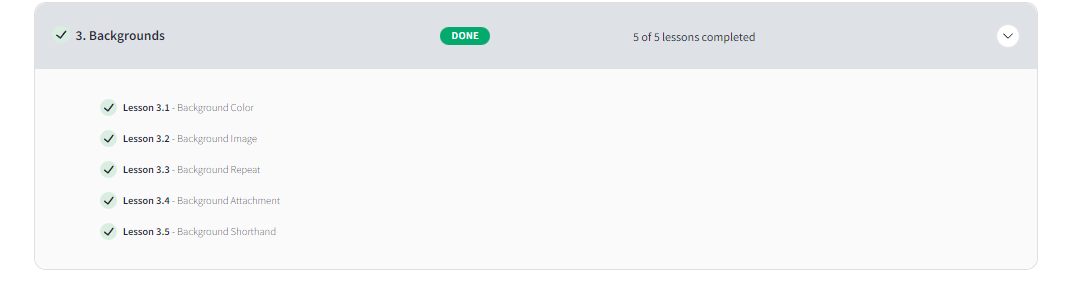 3. Backgrounds DONE 5 of 5 lessons completed
Lesson 3.1 - Background Color
Lesson 3.2 - Background Image
Lesson 3.3 - Background Repeat
Lesson 3.4 - Background Attachment
Lesson 3.5 - Background Shorthand